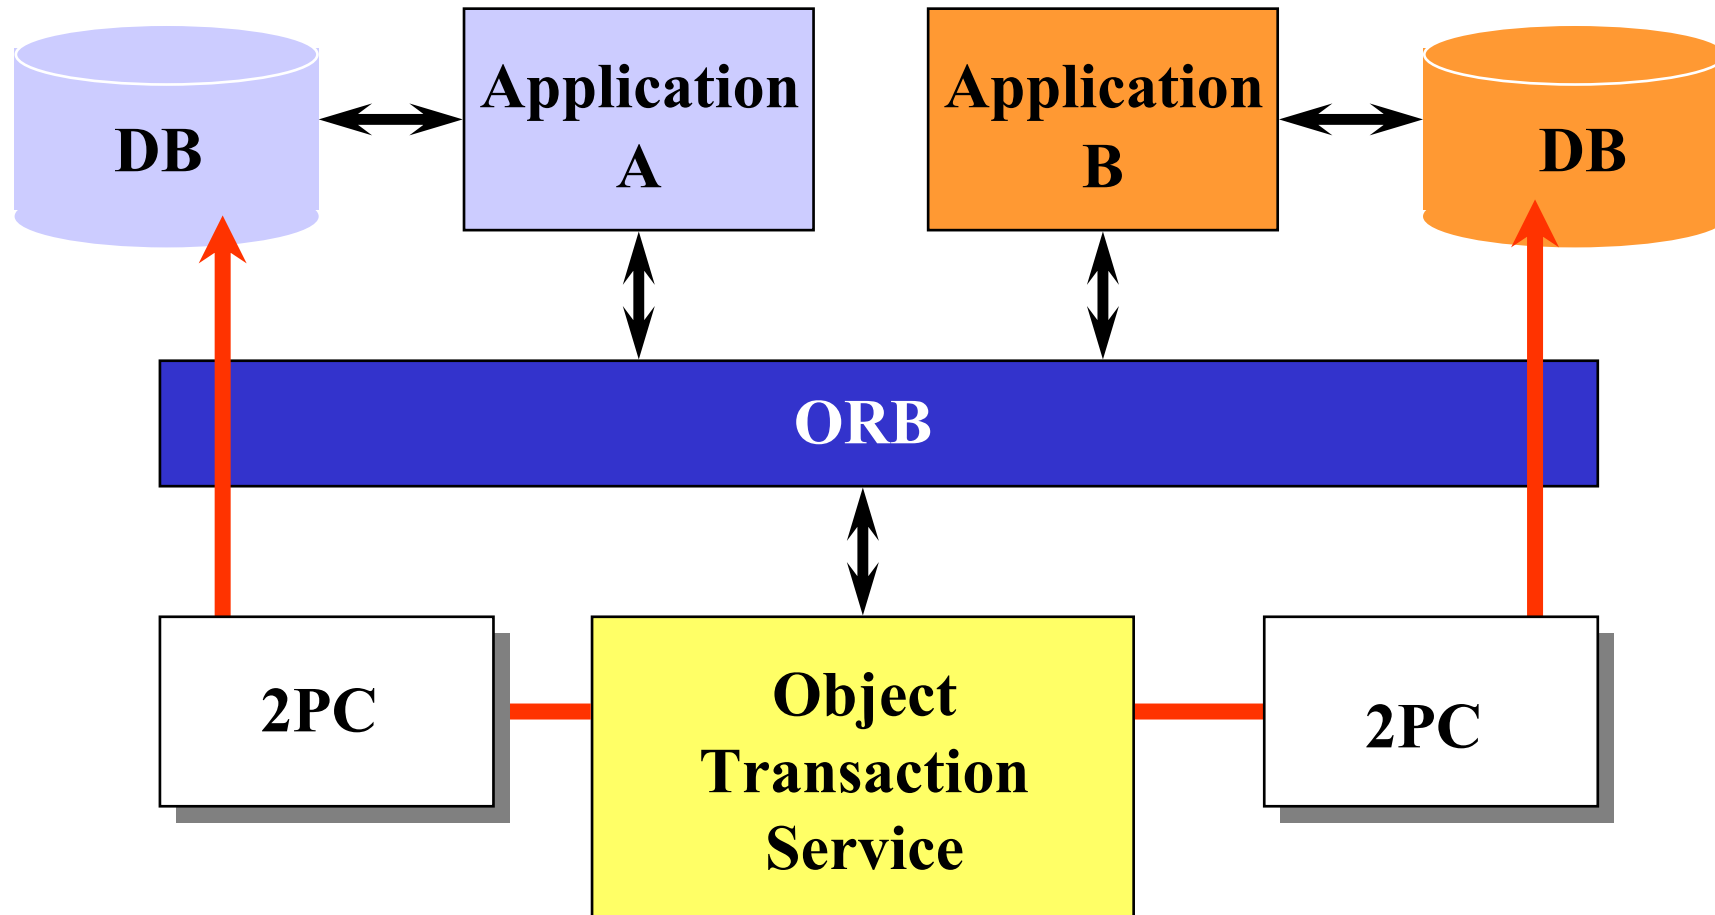 DB
Application
A
Application
B
DB
ORB
2PC
Object
Transaction
Service
2PC